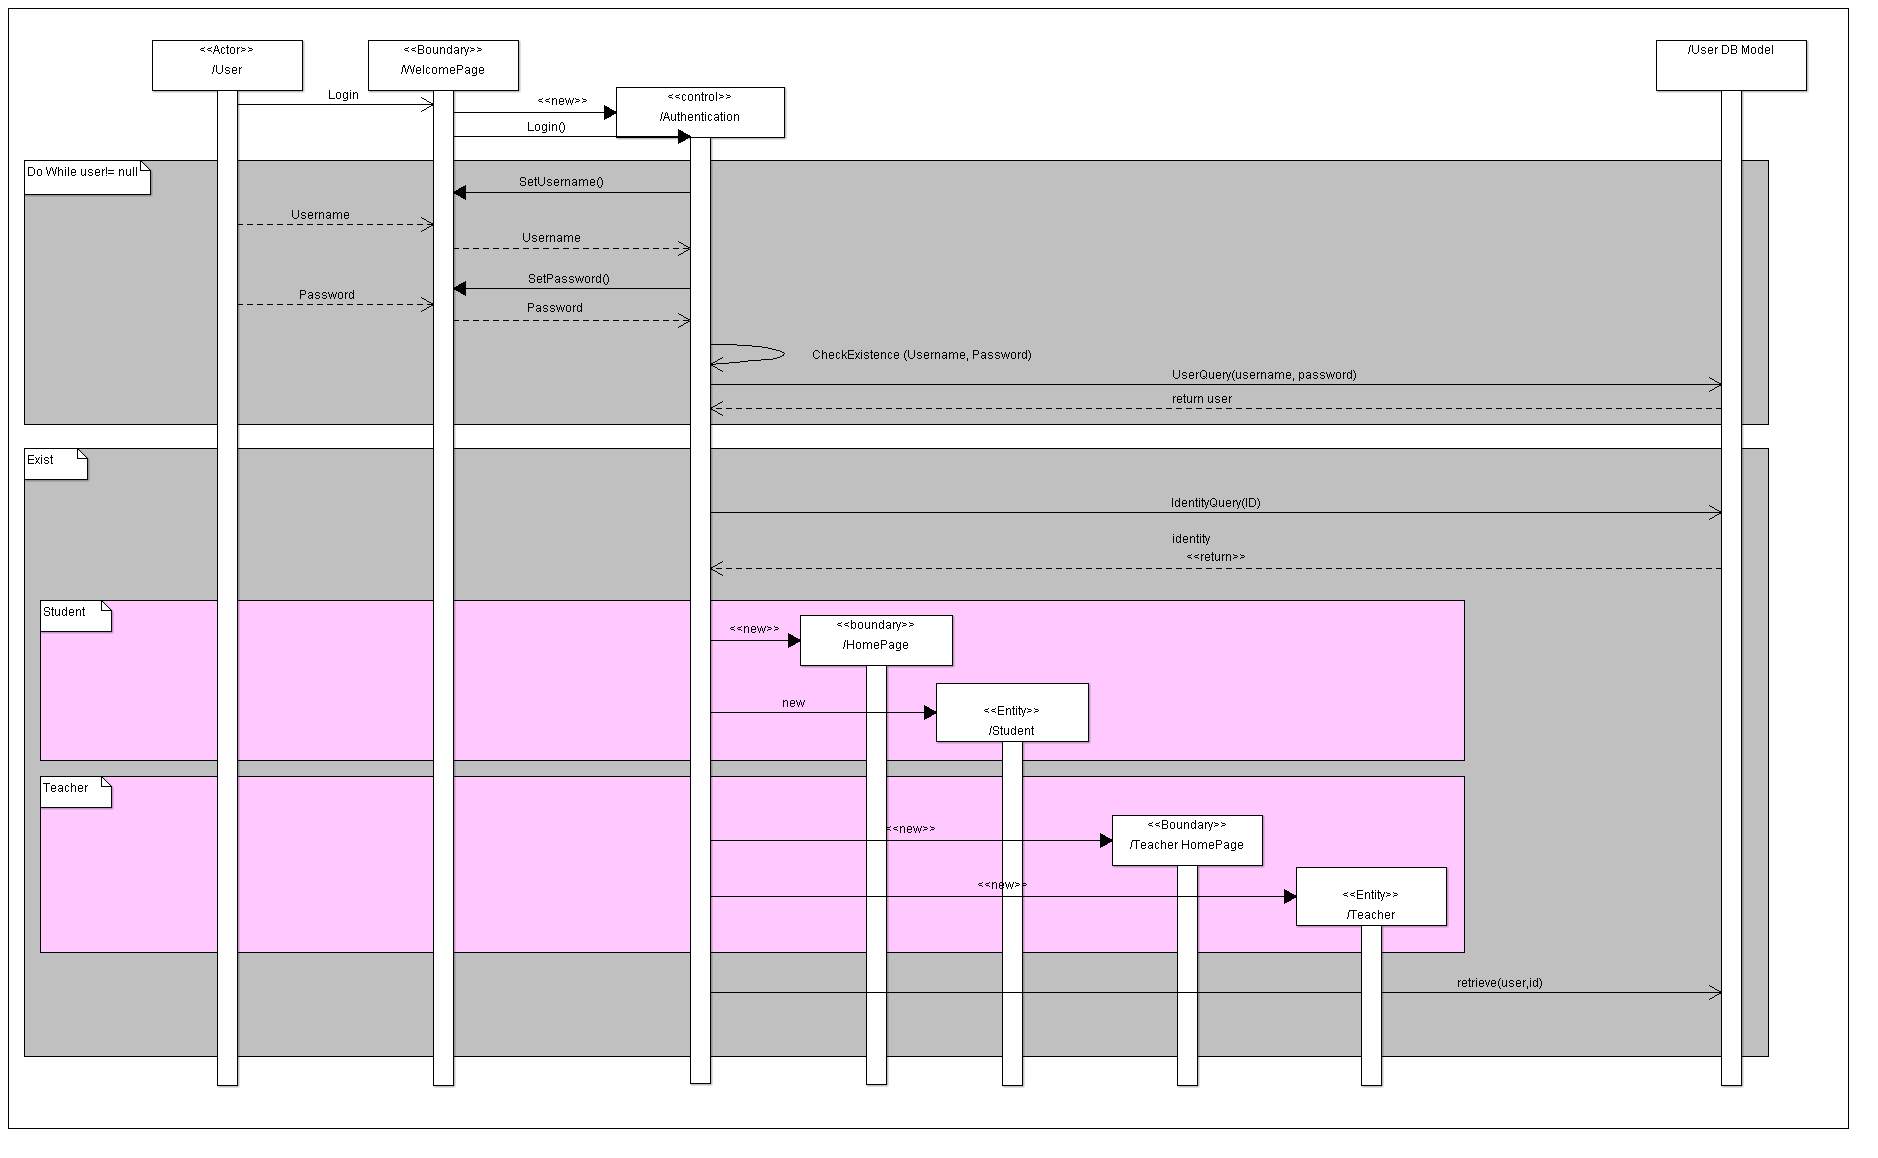 <<Actor>>
/User
<<Boundary>>
/WelcomePage
/User DB Model
Login
<<new>>
<<control>>
/Authentication
Login()
Do While user!= null
SetUsername()
Username
Username
SetPassword()
Password
Password
CheckExistence (Username, Password)
UserQuery(username, password)
return user
Exist
IdentityQuery(ID)
identity
<<return>>
Student
<<new>>
<<boundary>>
/HomePage
new
<<Entity>>
/Student
Teacher
<<new>>
<<Boundary>>
/Teacher HomePage
<<new>>
<<Entity>>
/Teacher
retrieve(user,id)